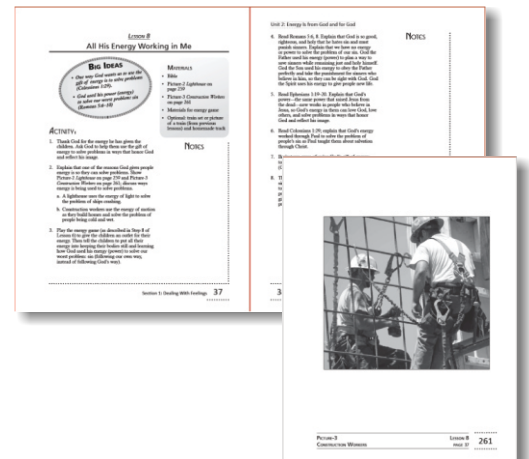 LESSON 8
All His Energy Working in Me
BIG IDEAS
• One way God wants us to use the
gift of energy is to solve problems
(Colossians 1:29).
• God used his power (energy)
to solve our worst problem: sin
(Romans 5:6–10)
MATERIALS
• Bible
• Picture 2 Lighthouse on
page 259
• Picture 3 Construction Workers
on page 261
• Materials for energy game
• Optional: train set or picture
of a train (from previous
lessons) and homemade track
ACTIVITY:
NOTES
1. Thank God for the energy he has given the
children. Ask God to help them use the gift of
energy to solve problems in ways that honor God
and reflect his image.
2. Explain that one of the reasons God gives people
energy is so they can solve problems. Show
Picture 2 Lighthouse on page 259 and Picture 3
Construction Workers on page 261; discuss ways
energy is being used to solve problems.
a. A lighthouse uses the energy of light to solve
the problem of ships crashing.
b. Construction workers use the energy of motion
as they build houses and solve the problem of
people being cold and wet.
3. Play the energy game (as described in Step 8 of
Lesson 6) to give the children an outlet for their
energy. Then tell the children to put all their
energy into keeping their bodies still and hearing
how God used his energy (power) to solve our
worst problem: sin (following our own way,
instead of following God's way).
Section 1: Dealing With Feelings 37
Unit 2: Energy Is from God and for God
NOTES
4. Read Romans 5:6, 8. Explain that God is so good,
righteous, and holy that he hates sin and must
punish sinners. Explain that we have no energy
or power to solve the problem of our sin. God the
Father used his energy (power) to plan a way to
save sinners while remaining just and holy himself.
God the Son used his energy to obey the Father
perfectly and take the punishment for sinners who
believe in him, so they can be right with God. God
the Spirit uses his energy to give people new life.
5. Read Ephesians 1:19–20. Explain that God's
power—the same power that raised Jesus from
the dead—now works in people who believe in
Jesus, so God's energy in them can love God, love
others, and solve problems in ways that honor
God and reflect his image.
6. Read Colossians 1:29; explain that God's energy
worked through Paul to solve the problem of
people's sin as Paul taught them about salvation
through Christ.
7.
8.
PICTURE-3
CONSTRUCTION WORKERS
LESSON 8
PAGE 37
261